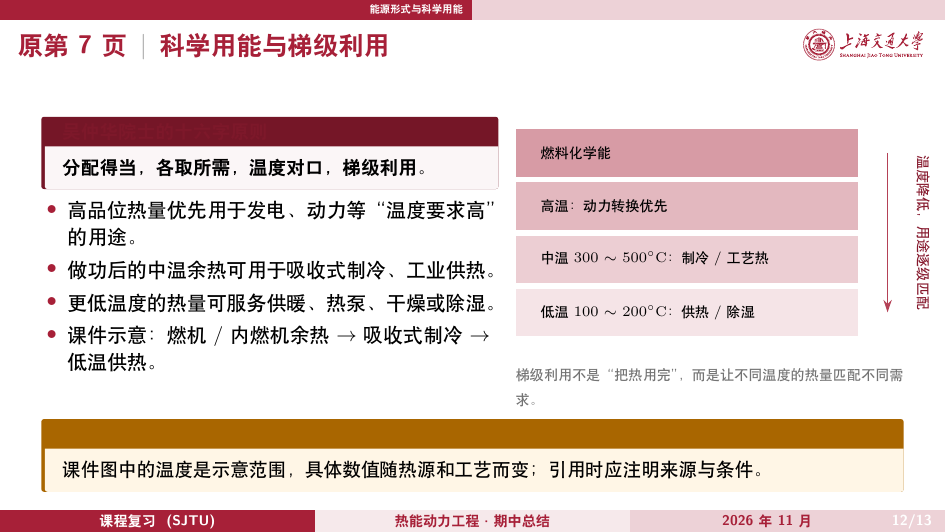 能源形式与科学用能
原第 7 页 | 科学用能与梯级利用
上海交通大学
SHANGHAI JIAO TONG UNIVERSITY
分配得当，各取所需，温度对口，梯级利用。
• 高品位热量优先用于发电、动力等“温度要求高”
的用途。
• 做功后的中温余热可用于吸收式制冷、工业供热。
• 更低温度的热量可服务供暖、热泵、干燥或除湿。
• 课件示意：燃机 / 内燃机余热 → 吸收式制冷 →
低温供热。
燃料化学能
高温：动力转换优先
中温 300 ∼ 500°C：制冷 / 工艺热
低温 100 ∼ 200°C：供热 / 除湿
温度降低，用途逐级匹配
梯级利用不是“把热用完”，而是让不同温度的热量匹配不同需
求。
课件图中的温度是示意范围，具体数值随热源和工艺而变；引用时应注明来源与条件。
课程复习（SJTU）
热能动力工程 · 期中总结
2026 年 11 月
12/13